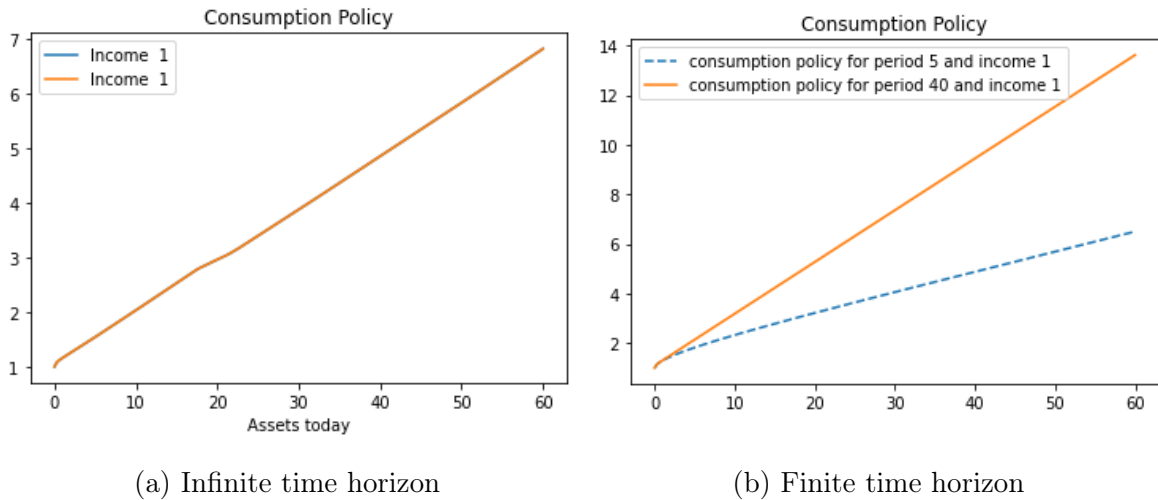 Consumption Policy
7
6
5
4
3
2
1
Income 1
Income 1
0 10 20 30 40 50 60
Assets today
(a) Infinite time horizon
Consumption Policy
14
12
10
8
6
4
2
consumption policy for period 5 and income 1
consumption policy for period 40 and income 1
0 10 20 30 40 50 60
(b) Finite time horizon